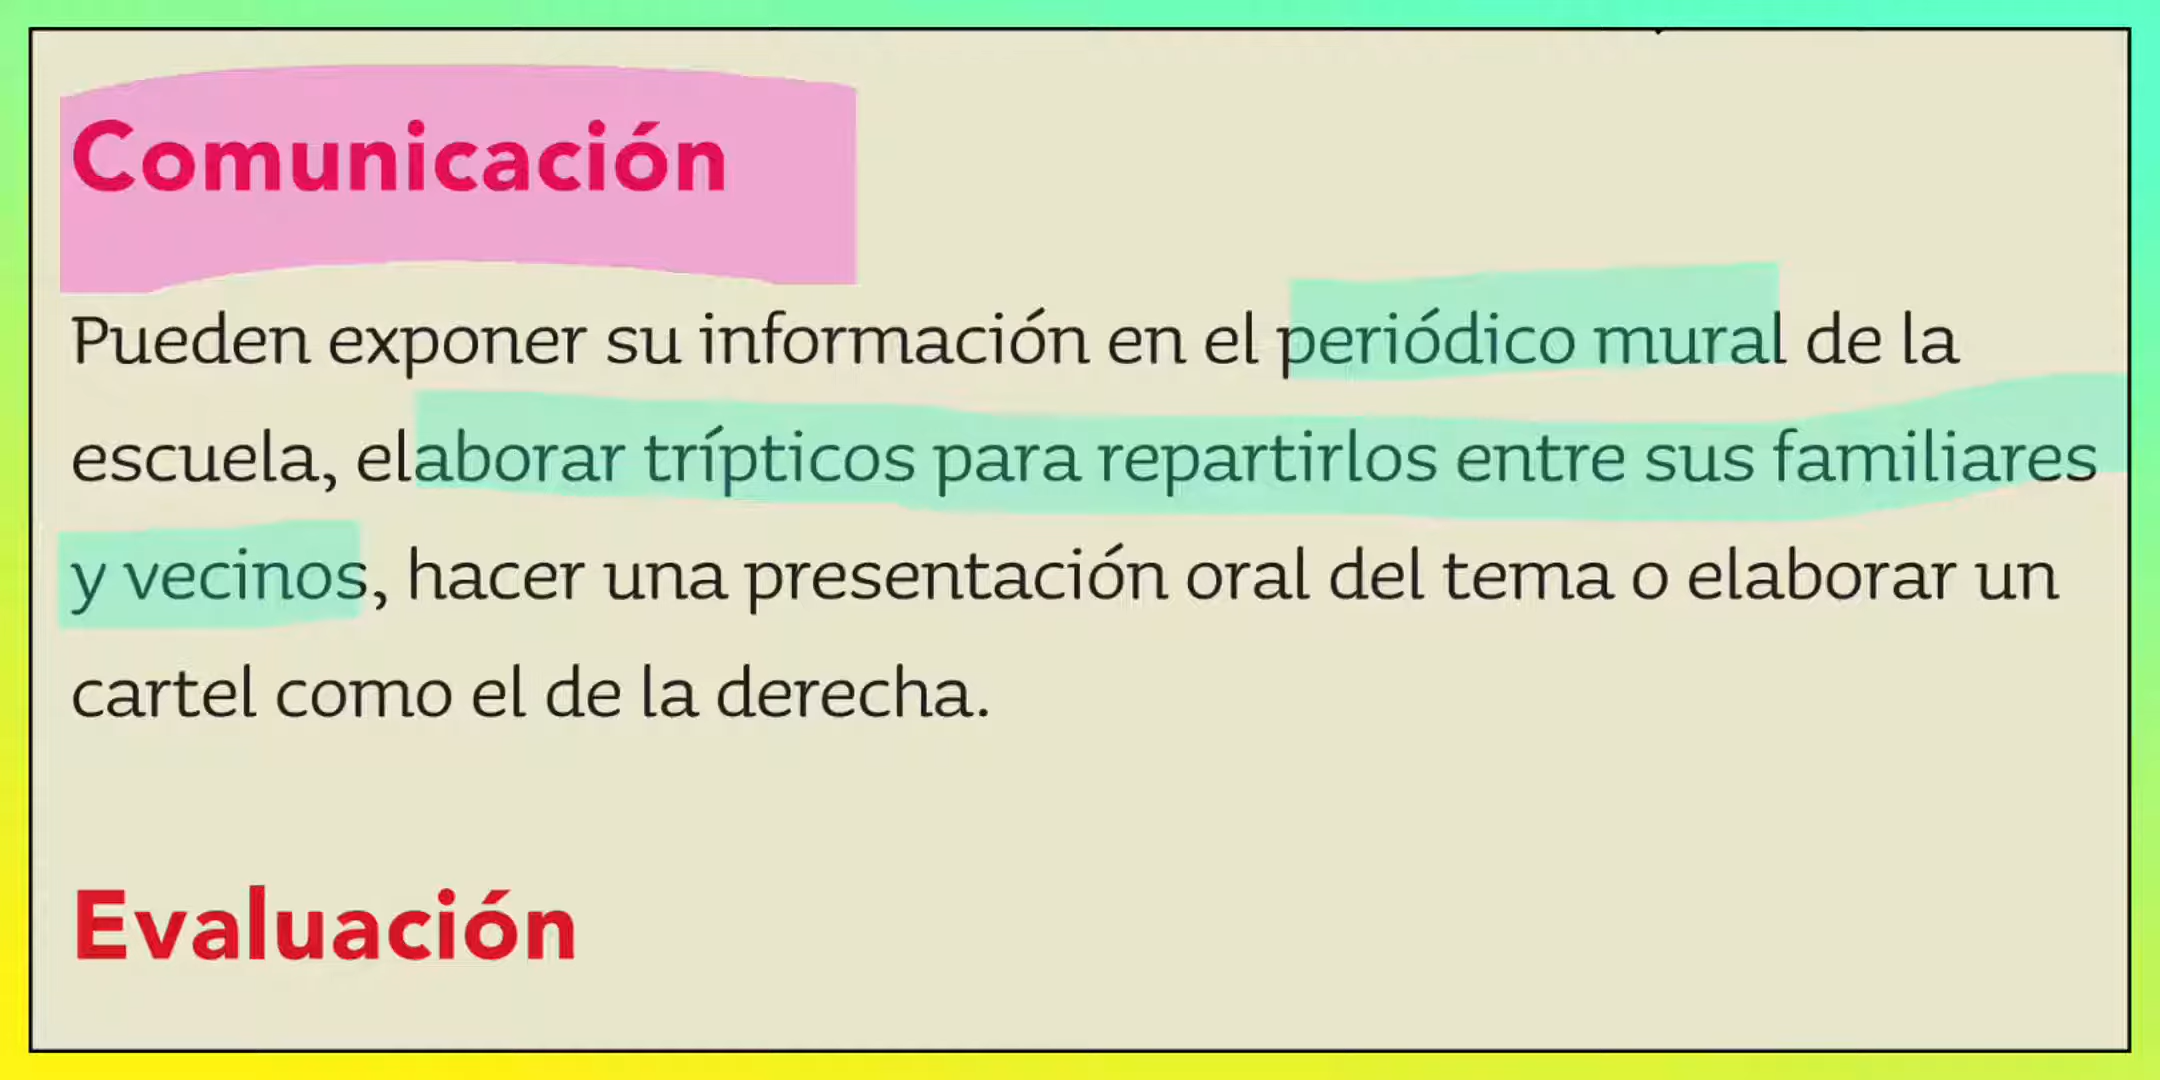 Comunicación
Pueden exponer su información en el periódico mural de la
escuela, elaborar trípticos para repartirlos entre sus familiares
y vecinos, hacer una presentación oral del tema o elaborar un
cartel como el de la derecha.
Evaluación